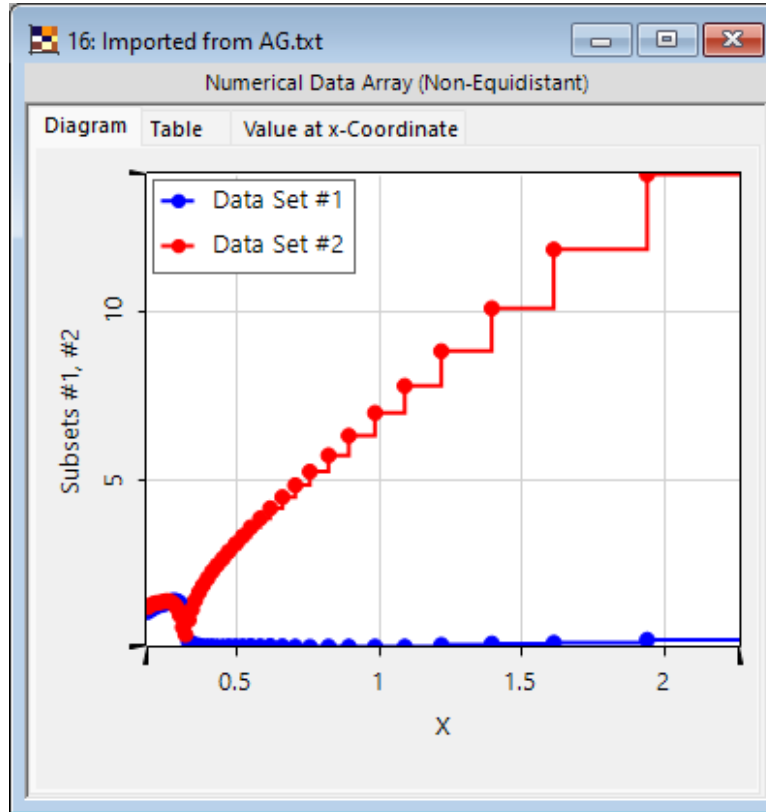 16: Imported from AG.txt
Numerical Data Array (Non-Equidistant)
Diagram Table Value at x-Coordinate
Data Set #1
Data Set #2
Subsets #1, #2
10
5
0.5 1 1.5 2
X